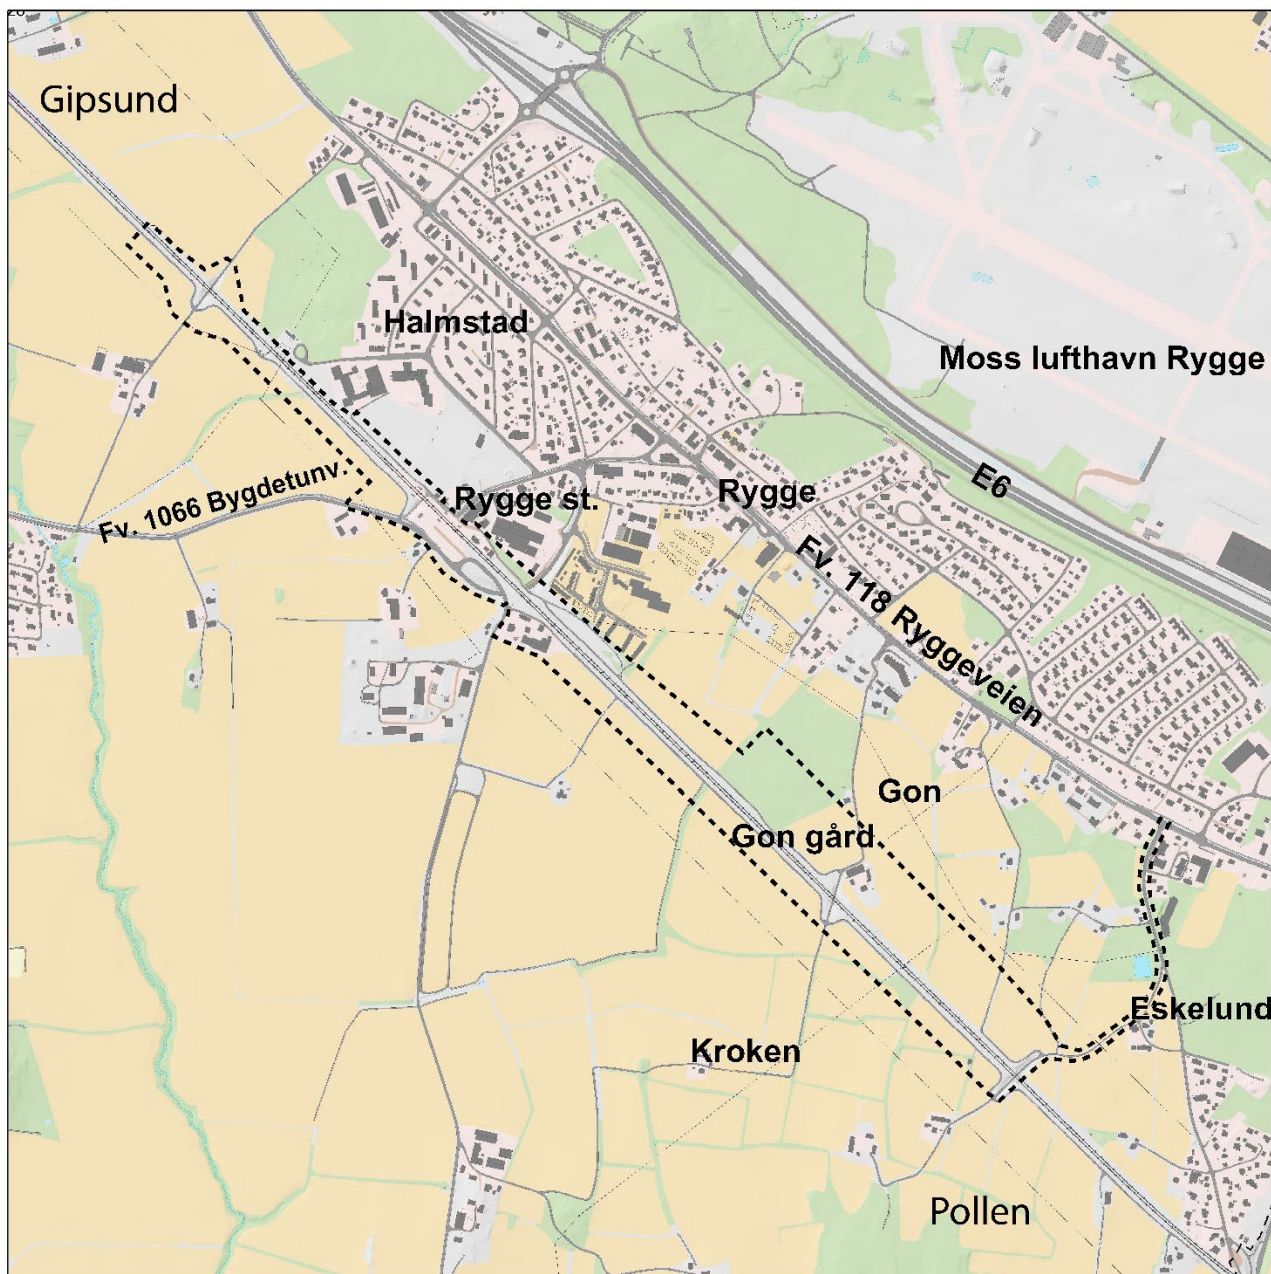 Gipsund
Halmstad
Moss lufthavn Rygge
E6
Rygge
Rygge st.
Fv. 1066 Bygdetunv.
Fv. 118 Ryggeveien
Gon
Gon gård
Eskelund
Kroken
Pollen